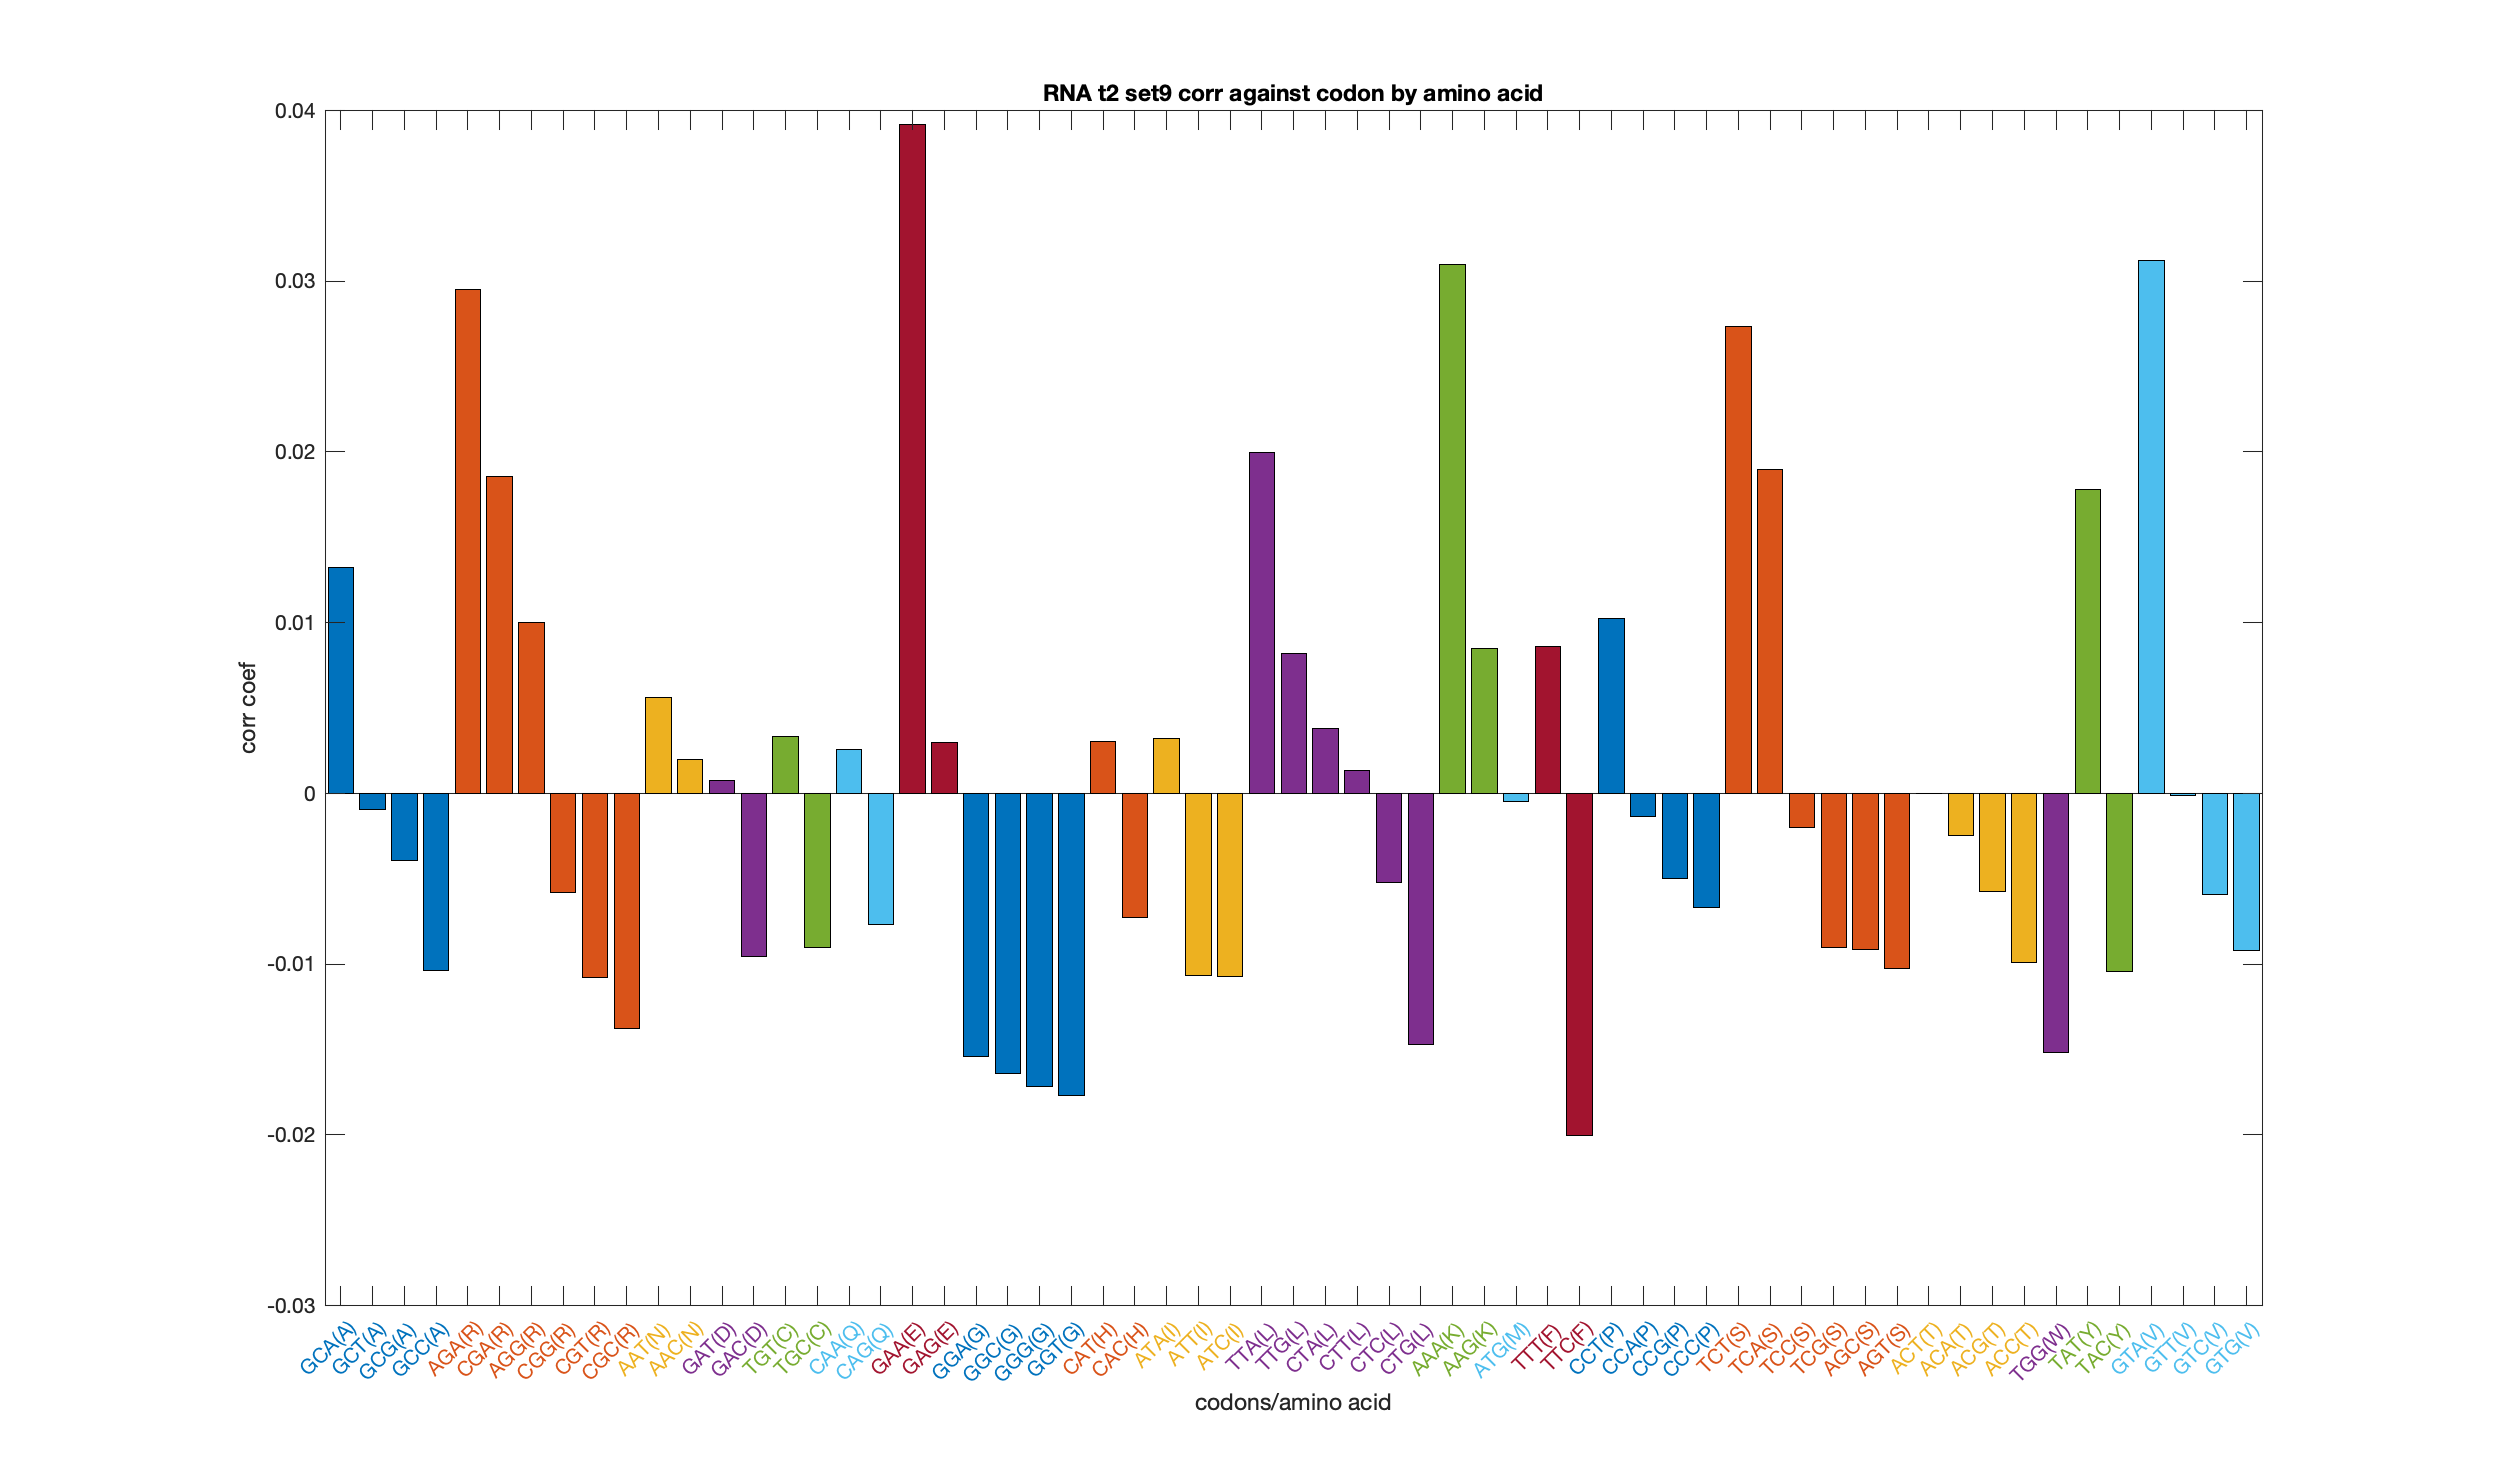 RNA t2 set9 corr against codon by amino acid
0.04
0.03
0.02
0.01
0
-0.01
-0.02
-0.03
corr coef
GCA(A)
GCT(A)
GCG(A)
GCC(A)
AGA(R)
CGA(R)
AGG(R)
CGG(R)
CGT(R)
CGC(R)
AAT(N)
AAC(N)
GAT(D)
GAC(D)
TGT(C)
TGC(C)
CAA(Q)
CAG(Q)
GAA(E)
GAG(E)
GGA(G)
GGC(G)
GGG(G)
GGT(G)
CAT(H)
CAC(H)
ATA(I)
ATT(I)
ATC(I)
TTA(L)
TTG(L)
CTA(L)
CTT(L)
CTC(L)
CTG(L)
AAA(K)
AAG(K)
ATG(M)
TTT(F)
TTC(F)
CCT(P)
CCA(P)
CCG(P)
CCC(P)
TCT(S)
TCA(S)
TCC(S)
TCG(S)
AGC(S)
AGT(S)
ACT(T)
ACA(T)
ACG(T)
ACC(T)
TGG(W)
TAT(Y)
TAC(Y)
GTA(V)
GTT(V)
GTC(V)
GTG(V)
codons/amino acid